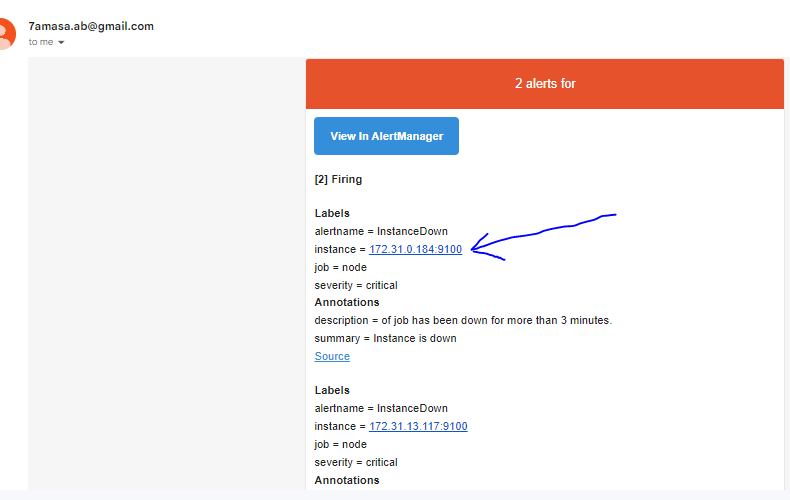 7amasa.ab@gmail.com
to me
2 alerts for
View In AlertManager
[2] Firing
Labels
alertname = InstanceDown
instance = 172.31.0.184:9100
job = node
severity = critical
Annotations
description = of job has been down for more than 3 minutes.
summary = Instance is down
Source
Labels
alertname = InstanceDown
instance = 172.31.13.117:9100
job = node
severity = critical
Annotations